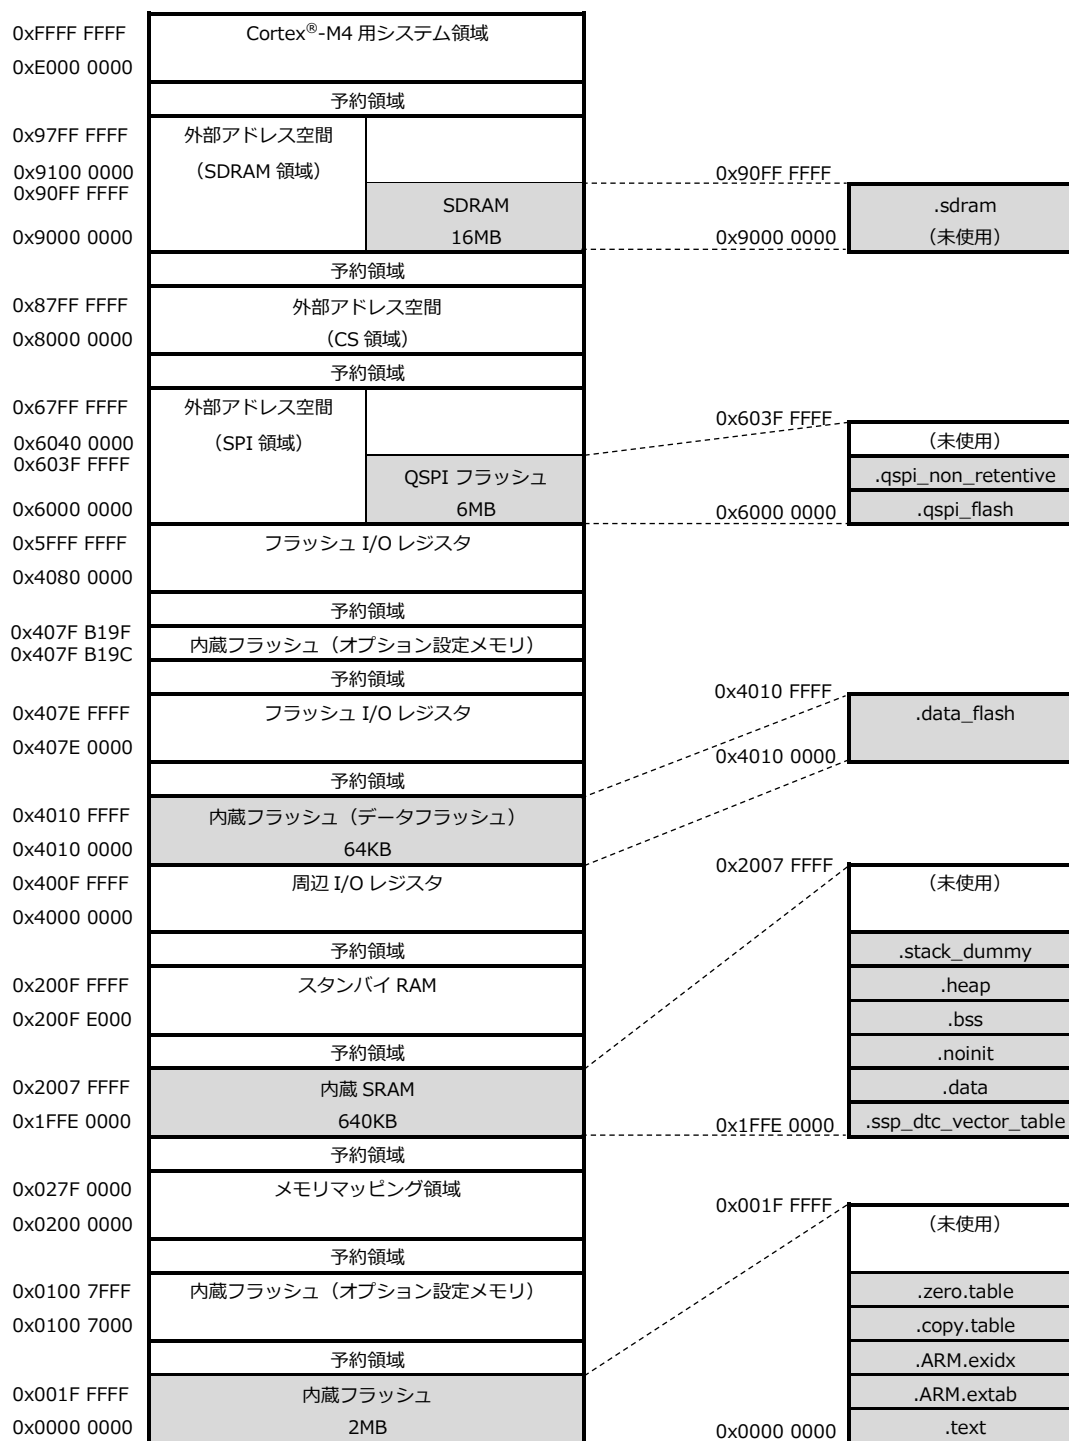 0xFFFF FFFF Cortex®-M4 用システム領域
0xE000 0000
予約領域
0x97FF FFFF 外部アドレス空間
0x9100 0000 （SDRAM 領域） 0x90FF FFFF
0x90FF FFFF SDRAM .sdram
0x9000 0000 16MB 0x9000 0000 （未使用）
予約領域
0x87FF FFFF 外部アドレス空間
0x8000 0000 （CS 領域）
予約領域
0x67FF FFFF 外部アドレス空間 0x603F FFFF
0x6040 0000 （SPI 領域） （未使用）
0x603F FFFF QSPI フラッシュ .qspi_non_retentive
0x6000 0000 6MB 0x6000 0000 .qspi_flash
0x5FFF FFFF フラッシュ I/O レジスタ
0x4080 0000
予約領域
0x407F B19F 内蔵フラッシュ（オプション設定メモリ）
0x407F B19C
予約領域 0x4010 FFFF
0x407E FFFF フラッシュ I/O レジスタ .data_flash
0x407E 0000 0x4010 0000
予約領域
0x4010 FFFF 内蔵フラッシュ（データフラッシュ）
0x4010 0000 64KB 0x2007 FFFF
0x400F FFFF 周辺 I/O レジスタ （未使用）
0x4000 0000
予約領域 .stack_dummy
0x200F FFFF スタンバイ RAM .heap
0x200F E000 .bss
予約領域 .noinit
0x2007 FFFF 内蔵 SRAM .data
0x1FFE 0000 640KB 0x1FFE 0000 .ssp_dtc_vector_table
予約領域
0x027F 0000 メモリマッピング領域 0x001F FFFF
0x0200 0000 （未使用）
予約領域
0x0100 7FFF 内蔵フラッシュ（オプション設定メモリ） .zero.table
0x0100 7000 .copy.table
予約領域 .ARM.exidx
0x001F FFFF 内蔵フラッシュ .ARM.extab
0x0000 0000 2MB 0x0000 0000 .text